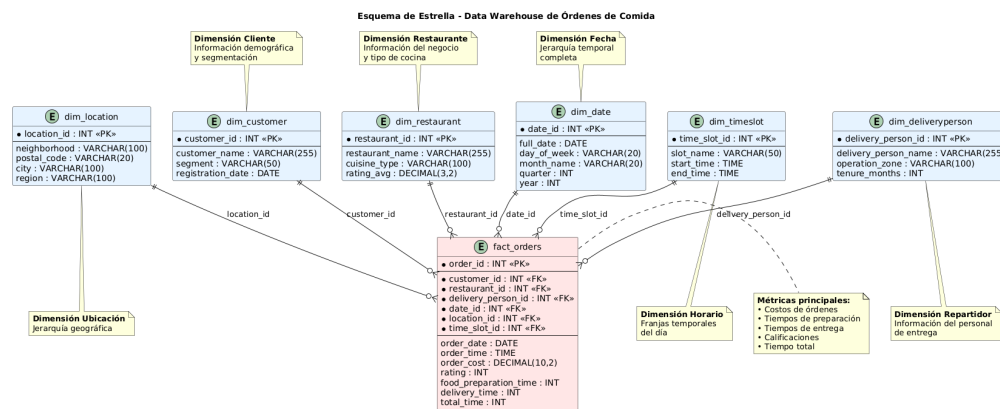 Esquema de Estrella - Data Warehouse de Órdenes de Comida
Dimensión Cliente
Información demográfica
y segmentación
Dimensión Restaurante
Información del negocio
y tipo de cocina
Dimensión Fecha
Jerarquía temporal
completa
E dim_location
location_id : INT «PK»
neighborhood : VARCHAR(100)
postal_code : VARCHAR(20)
city : VARCHAR(100)
region : VARCHAR(100)
E dim_customer
customer_id : INT «PK»
customer_name : VARCHAR(255)
segment : VARCHAR(50)
registration_date : DATE
E dim_restaurant
restaurant_id : INT «PK»
restaurant_name : VARCHAR(255)
cuisine_type : VARCHAR(100)
rating_avg : DECIMAL(3,2)
E dim_date
date_id : INT «PK»
full_date : DATE
day_of_week : VARCHAR(20)
month_name : VARCHAR(20)
quarter : INT
year : INT
E dim_timeslot
time_slot_id : INT «PK»
slot_name : VARCHAR(50)
start_time : TIME
end_time : TIME
E dim_deliveryperson
delivery_person_id : INT «PK»
delivery_person_name : VARCHAR(255
operation_zone : VARCHAR(100)
tenure_months : INT
location_id
customer_id
restaurant_id
date_id
time_slot_id
delivery_person_id
E fact_orders
order_id : INT «PK»
customer_id : INT «FK»
restaurant_id : INT «FK»
delivery_person_id : INT «FK»
date_id : INT «FK»
location_id : INT «FK»
time_slot_id : INT «FK»
order_date : DATE
order_time : TIME
order_cost : DECIMAL(10,2)
rating : INT
food_preparation_time : INT
delivery_time : INT
total_time : INT
Dimensión Ubicación
Jerarquía geográfica
Dimensión Horario
Franjas temporales
del día
Métricas principales:
• Costos de órdenes
• Tiempos de preparación
• Tiempos de entrega
• Calificaciones
• Tiempo total
Dimensión Repartidor
Información del personal
de entrega